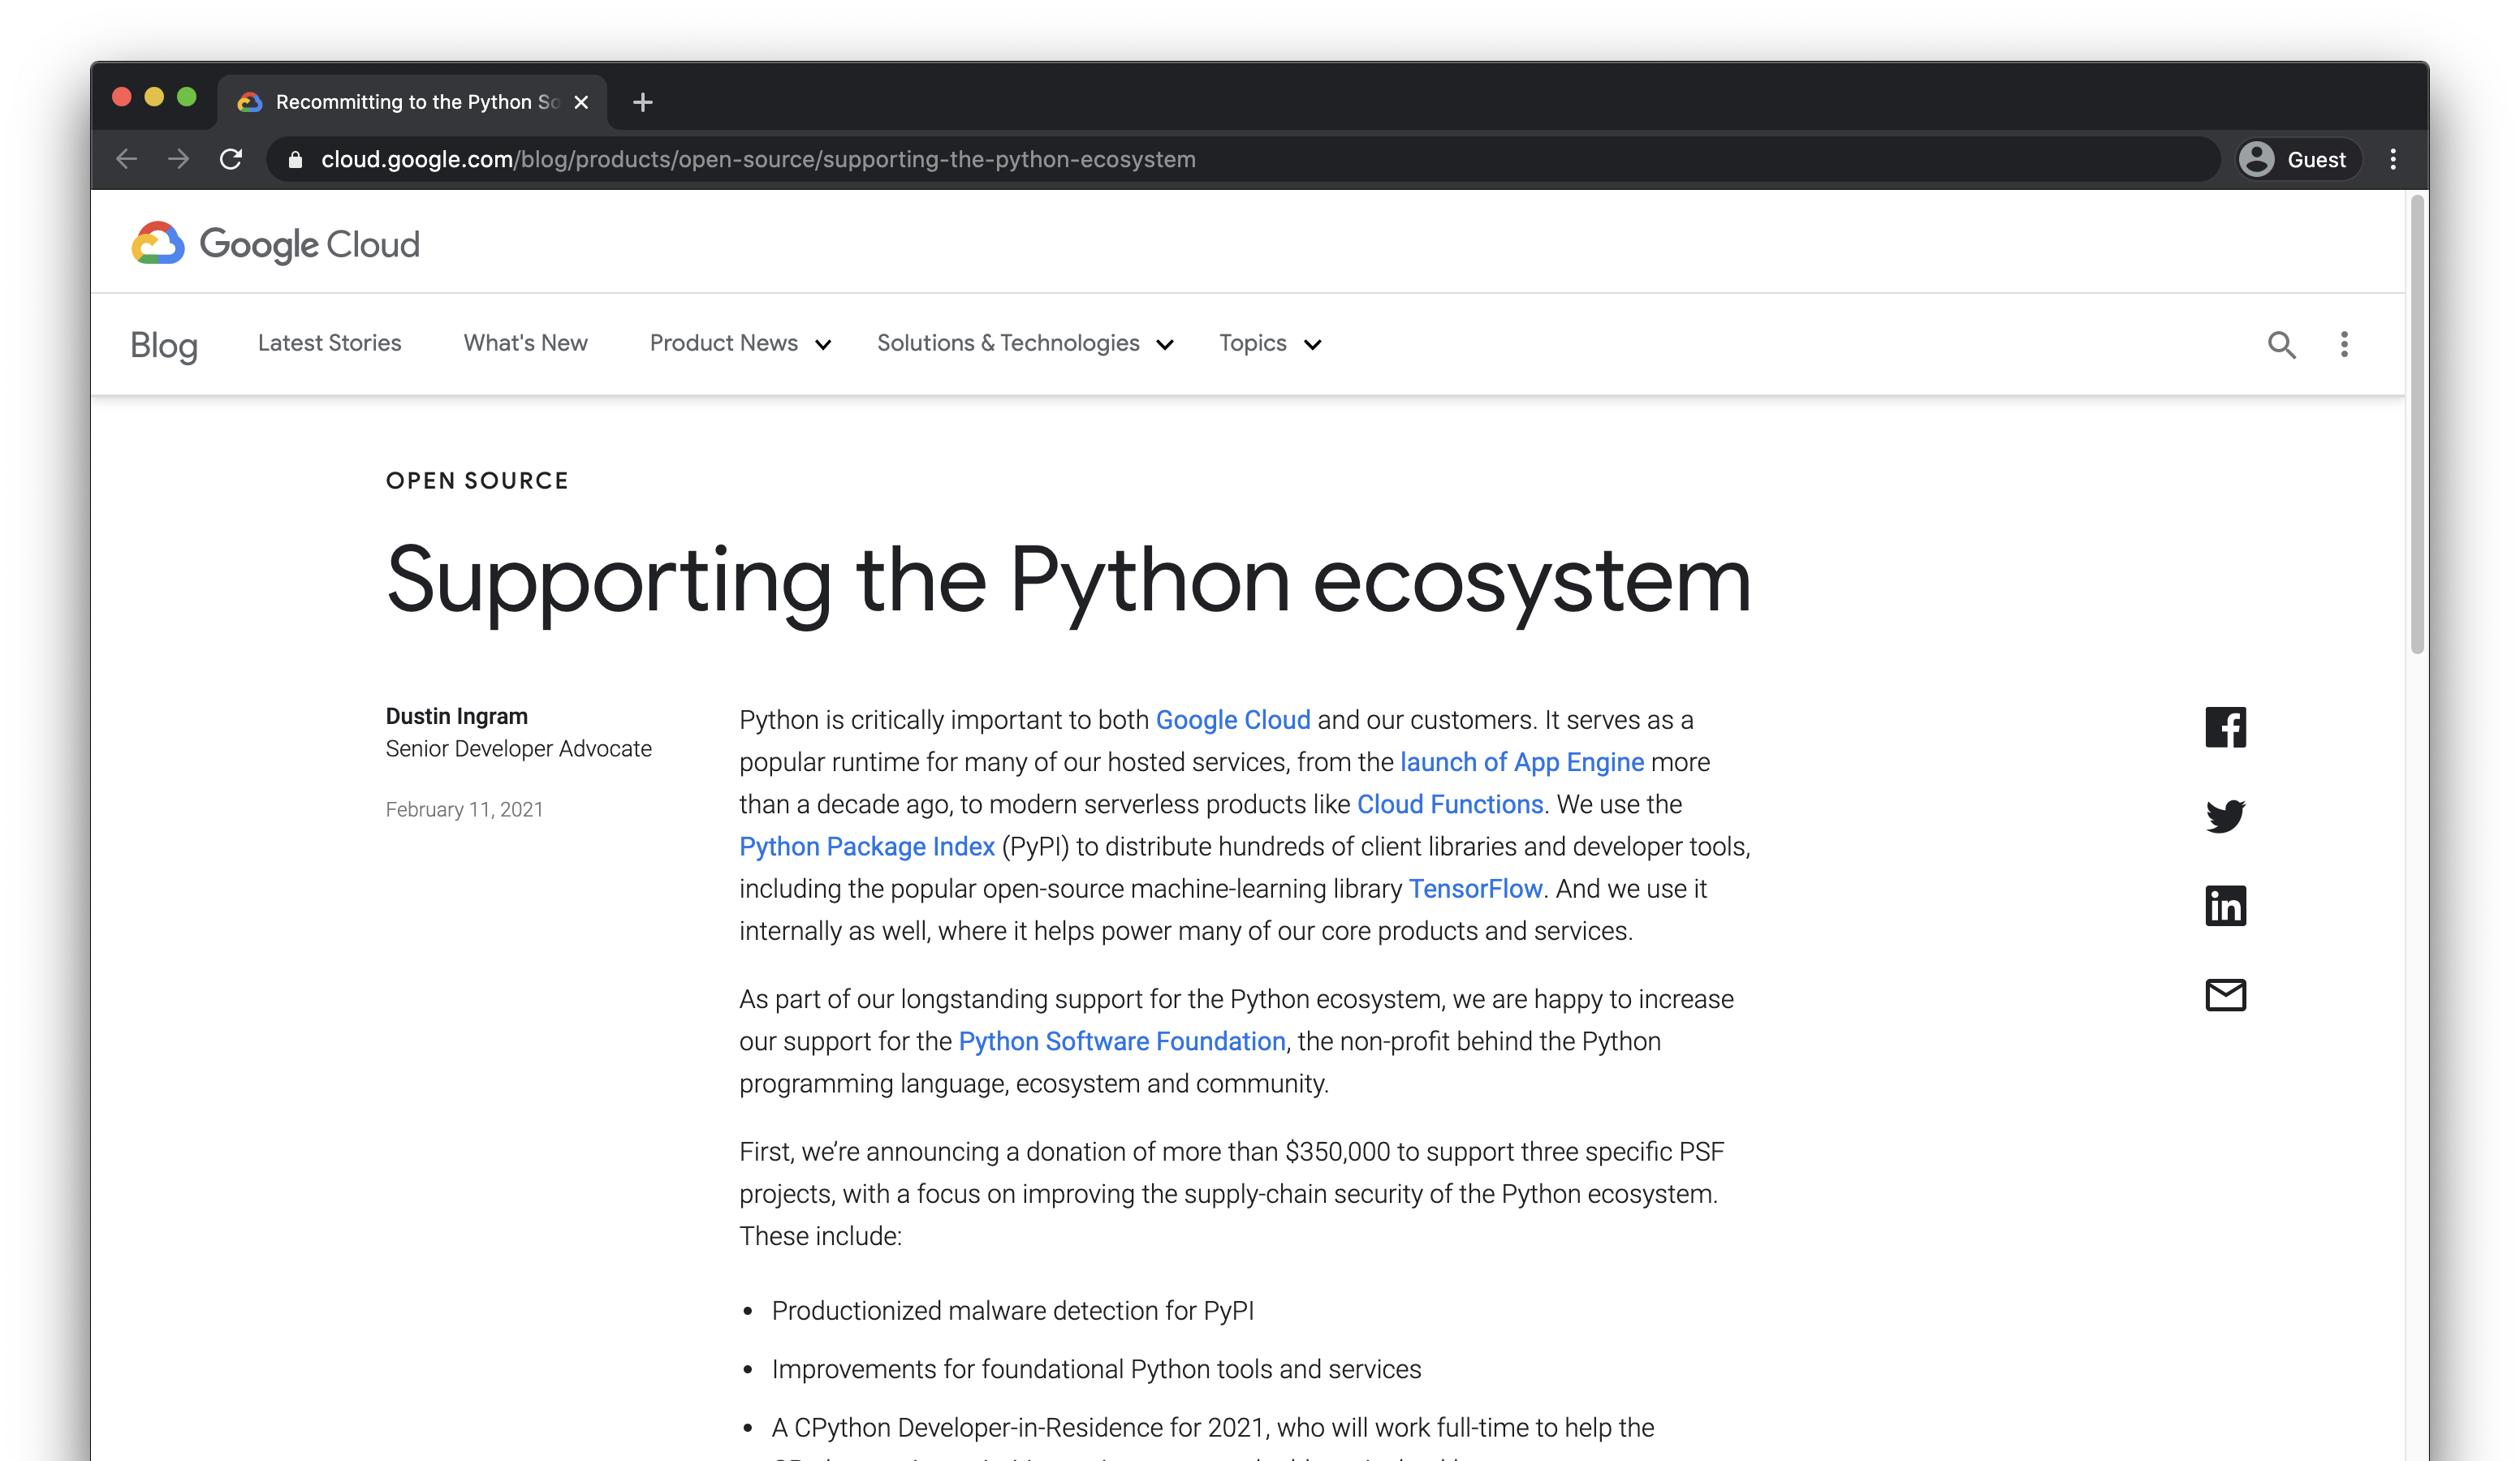 Recommitting to the Python So
cloud.google.com/blog/products/open-source/supporting-the-python-ecosystem
Guest
Google Cloud
Blog
Latest Stories
What's New
Product News
Solutions & Technologies
Topics
OPEN SOURCE
Supporting the Python ecosystem
Dustin Ingram
Senior Developer Advocate
February 11, 2021
Python is critically important to both Google Cloud and our customers. It serves as a
popular runtime for many of our hosted services, from the launch of App Engine more
than a decade ago, to modern serverless products like Cloud Functions. We use the
Python Package Index (PyPI) to distribute hundreds of client libraries and developer tools,
including the popular open-source machine-learning library TensorFlow. And we use it
internally as well, where it helps power many of our core products and services.
As part of our longstanding support for the Python ecosystem, we are happy to increase
our support for the Python Software Foundation, the non-profit behind the Python
programming language, ecosystem and community.
First, we’re announcing a donation of more than $350,000 to support three specific PSF
projects, with a focus on improving the supply-chain security of the Python ecosystem.
These include:
• Productionized malware detection for PyPI
• Improvements for foundational Python tools and services
• A CPython Developer-in-Residence for 2021, who will work full-time to help the